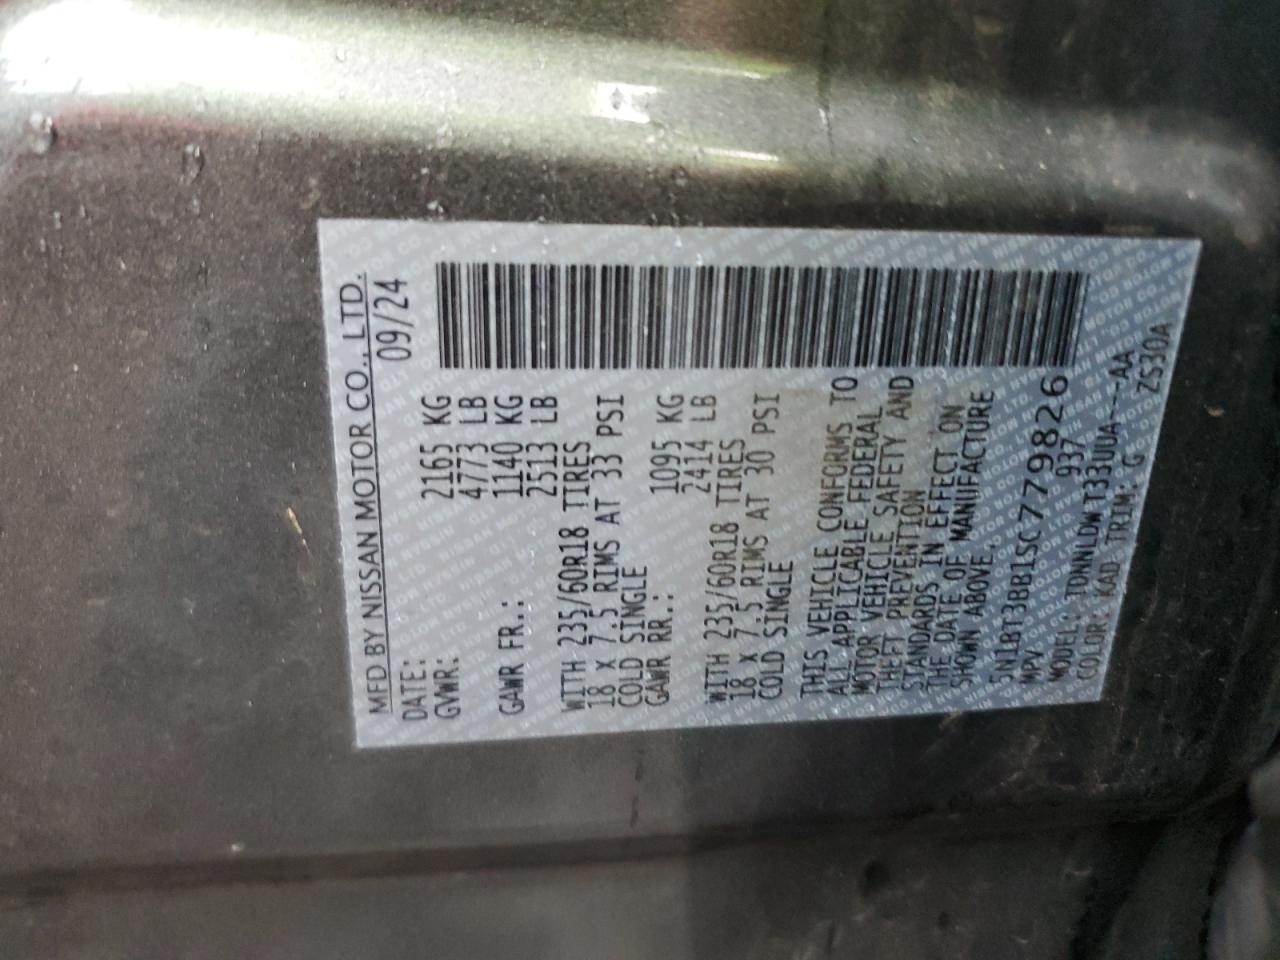 MFD BY NISSAN MOTOR CO., LTD.
DATE: 09/24
GVWR: 2165 KG
4773 LB
GAWR FR.: 1140 KG
2513 LB
WITH 235/60R18 TIRES
18 x 7.5 RIMS AT 33 PSI
COLD SINGLE
GAWR RR.: 1095 KG
2414 LB
WITH 235/60R18 TIRES
18 x 7.5 RIMS AT 30 PSI
COLD SINGLE
THIS VEHICLE CONFORMS TO
ALL APPLICABLE FEDERAL
MOTOR VEHICLE SAFETY AND
THEFT PREVENTION
STANDARDS IN EFFECT ON
THE DATE OF MANUFACTURE
SHOWN ABOVE.
5N1BT3BB1SC779826
MPV 937
MODEL: TDNNLDWT33UUA---AA
COLOR: KAD TRIM: G ZS30A